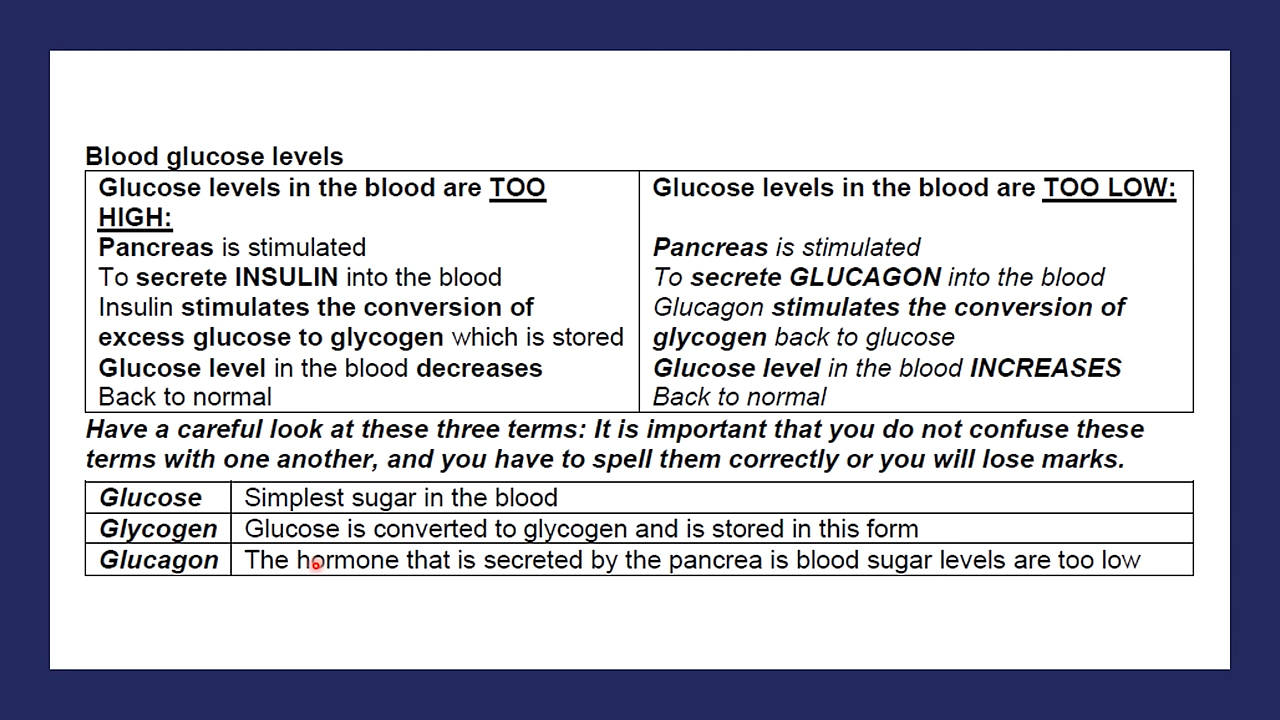 Blood glucose levels
Glucose levels in the blood are TOO
HIGH:
Pancreas is stimulated
To secrete INSULIN into the blood
Insulin stimulates the conversion of
excess glucose to glycogen which is stored
Glucose level in the blood decreases
Back to normal
Glucose levels in the blood are TOO LOW:
Pancreas is stimulated
To secrete GLUCAGON into the blood
Glucagon stimulates the conversion of
glycogen back to glucose
Glucose level in the blood INCREASES
Back to normal
Have a careful look at these three terms: It is important that you do not confuse these
terms with one another, and you have to spell them correctly or you will lose marks.
Glucose Simplest sugar in the blood
Glycogen Glucose is converted to glycogen and is stored in this form
Glucagon The hormone that is secreted by the pancrea is blood sugar levels are too low